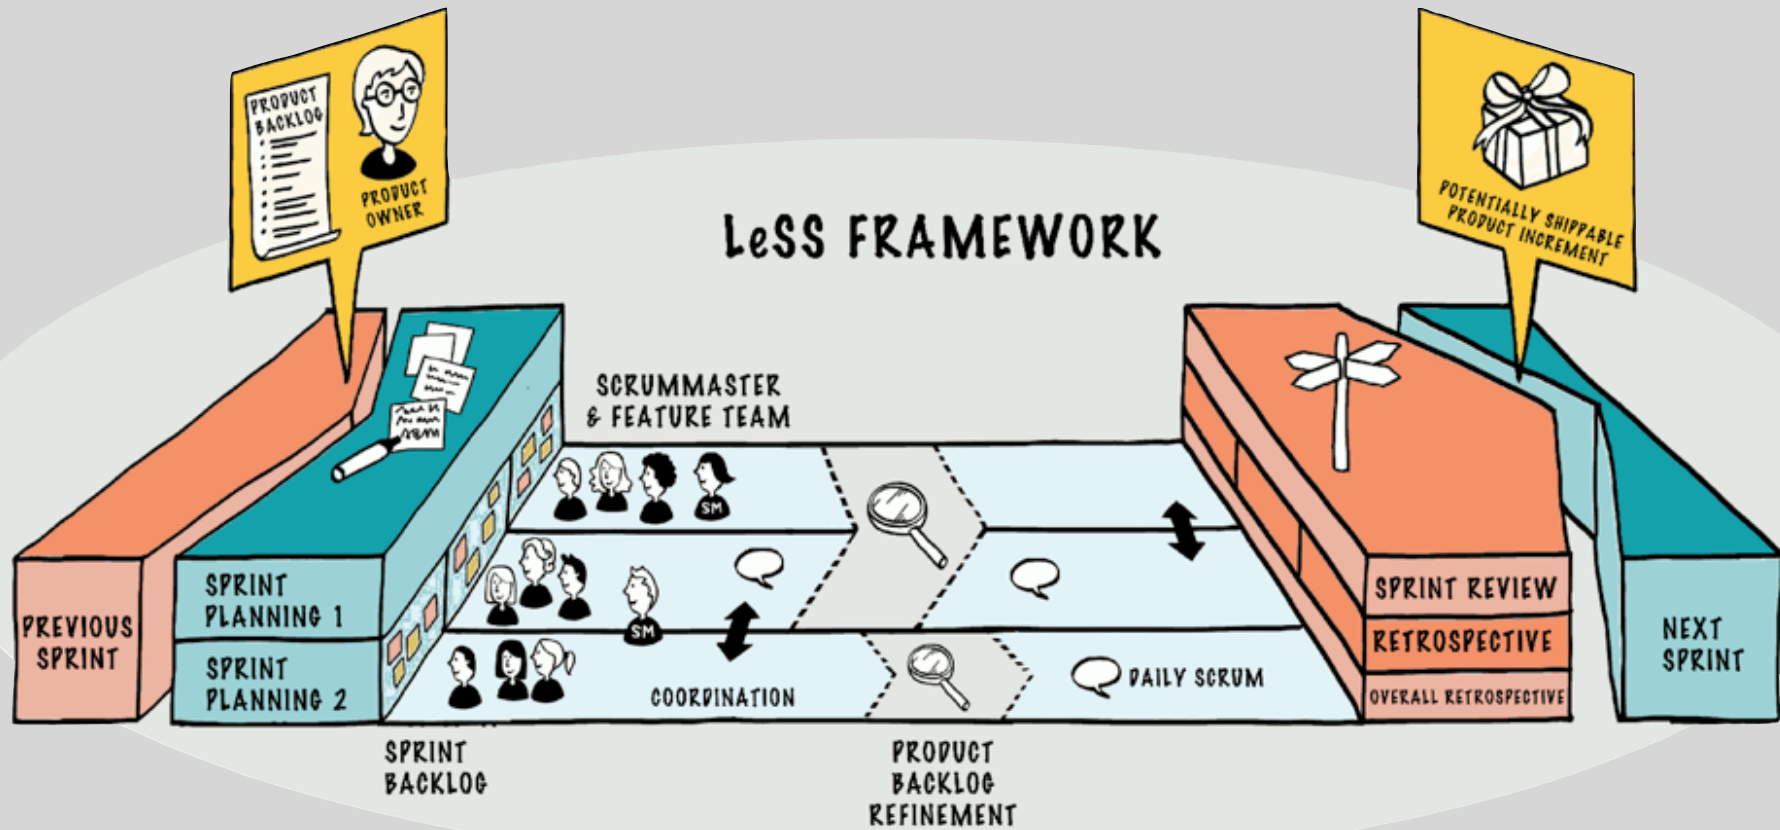 PRODUCT
BACKLOG
PRODUCT
OWNER
LeSS FRAMEWORK
POTENTIALLY SHIPPABLE
PRODUCT INCREMENT
SCRUMMASTER
& FEATURE TEAM
SM
SM
PREVIOUS
SPRINT
SPRINT
PLANNING 1
SPRINT
PLANNING 2
COORDINATION
DAILY SCRUM
SPRINT REVIEW
RETROSPECTIVE
OVERALL RETROSPECTIVE
NEXT
SPRINT
SPRINT
BACKLOG
PRODUCT
BACKLOG
REFINEMENT